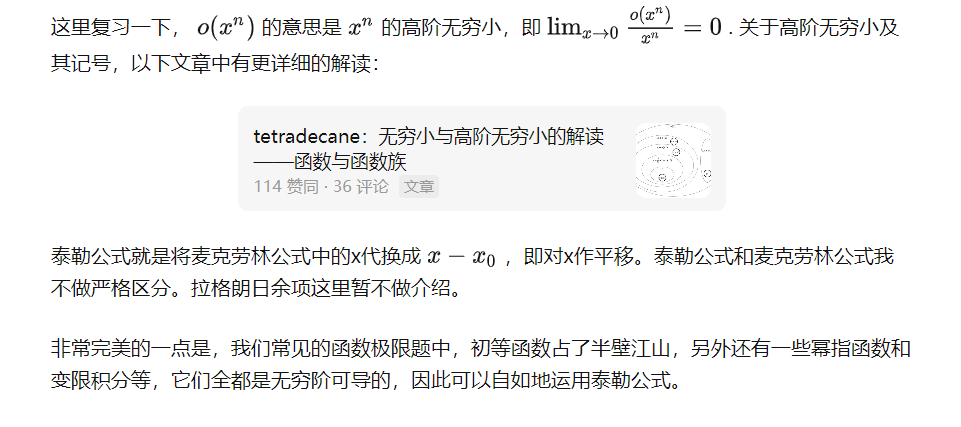 这里复习一下， o(xⁿ) 的意思是 xⁿ 的高阶无穷小，即 lim_{x→0} o(xⁿ)/xⁿ = 0 . 关于高阶无穷小及
其记号，以下文章中有更详细的解读：
tetradecane：无穷小与高阶无穷小的解读
——函数与函数族
114 赞同 · 36 评论 文章
泰勒公式就是将麦克劳林公式中的x代换成 x − x₀ ，即对x作平移。泰勒公式和麦克劳林公式我
不做严格区分。拉格朗日余项这里暂不做介绍。
非常完美的一点是，我们常见的函数极限题中，初等函数占了半壁江山，另外还有一些幂指函数和
变限积分等，它们全都是无穷阶可导的，因此可以自如地运用泰勒公式。